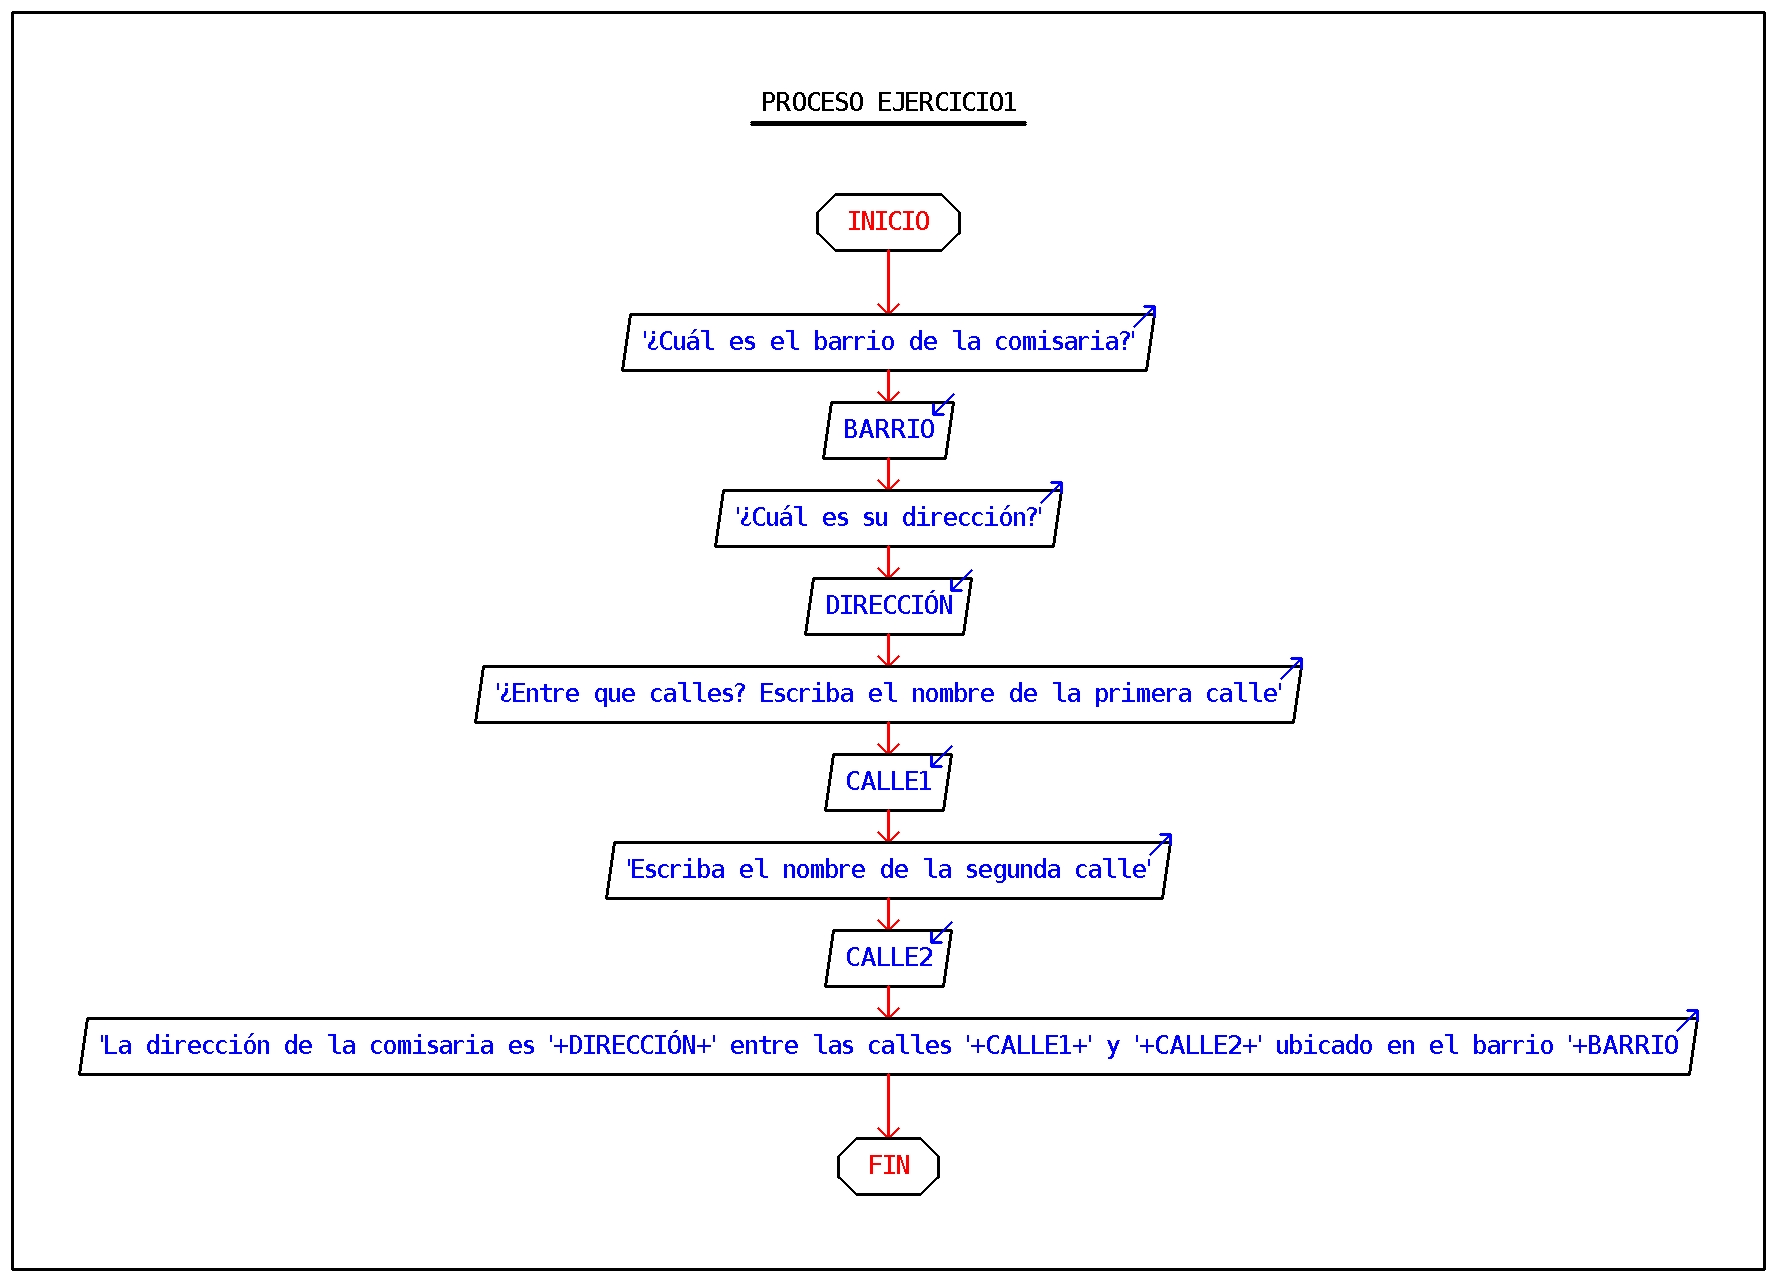 PROCESO EJERCICIO1
INICIO
'¿Cuál es el barrio de la comisaria?'
BARRIO
'¿Cuál es su dirección?'
DIRECCIÓN
'¿Entre que calles? Escriba el nombre de la primera calle'
CALLE1
'Escriba el nombre de la segunda calle'
CALLE2
'La dirección de la comisaria es '+DIRECCIÓN+' entre las calles '+CALLE1+' y '+CALLE2+' ubicado en el barrio '+BARRIO
FIN